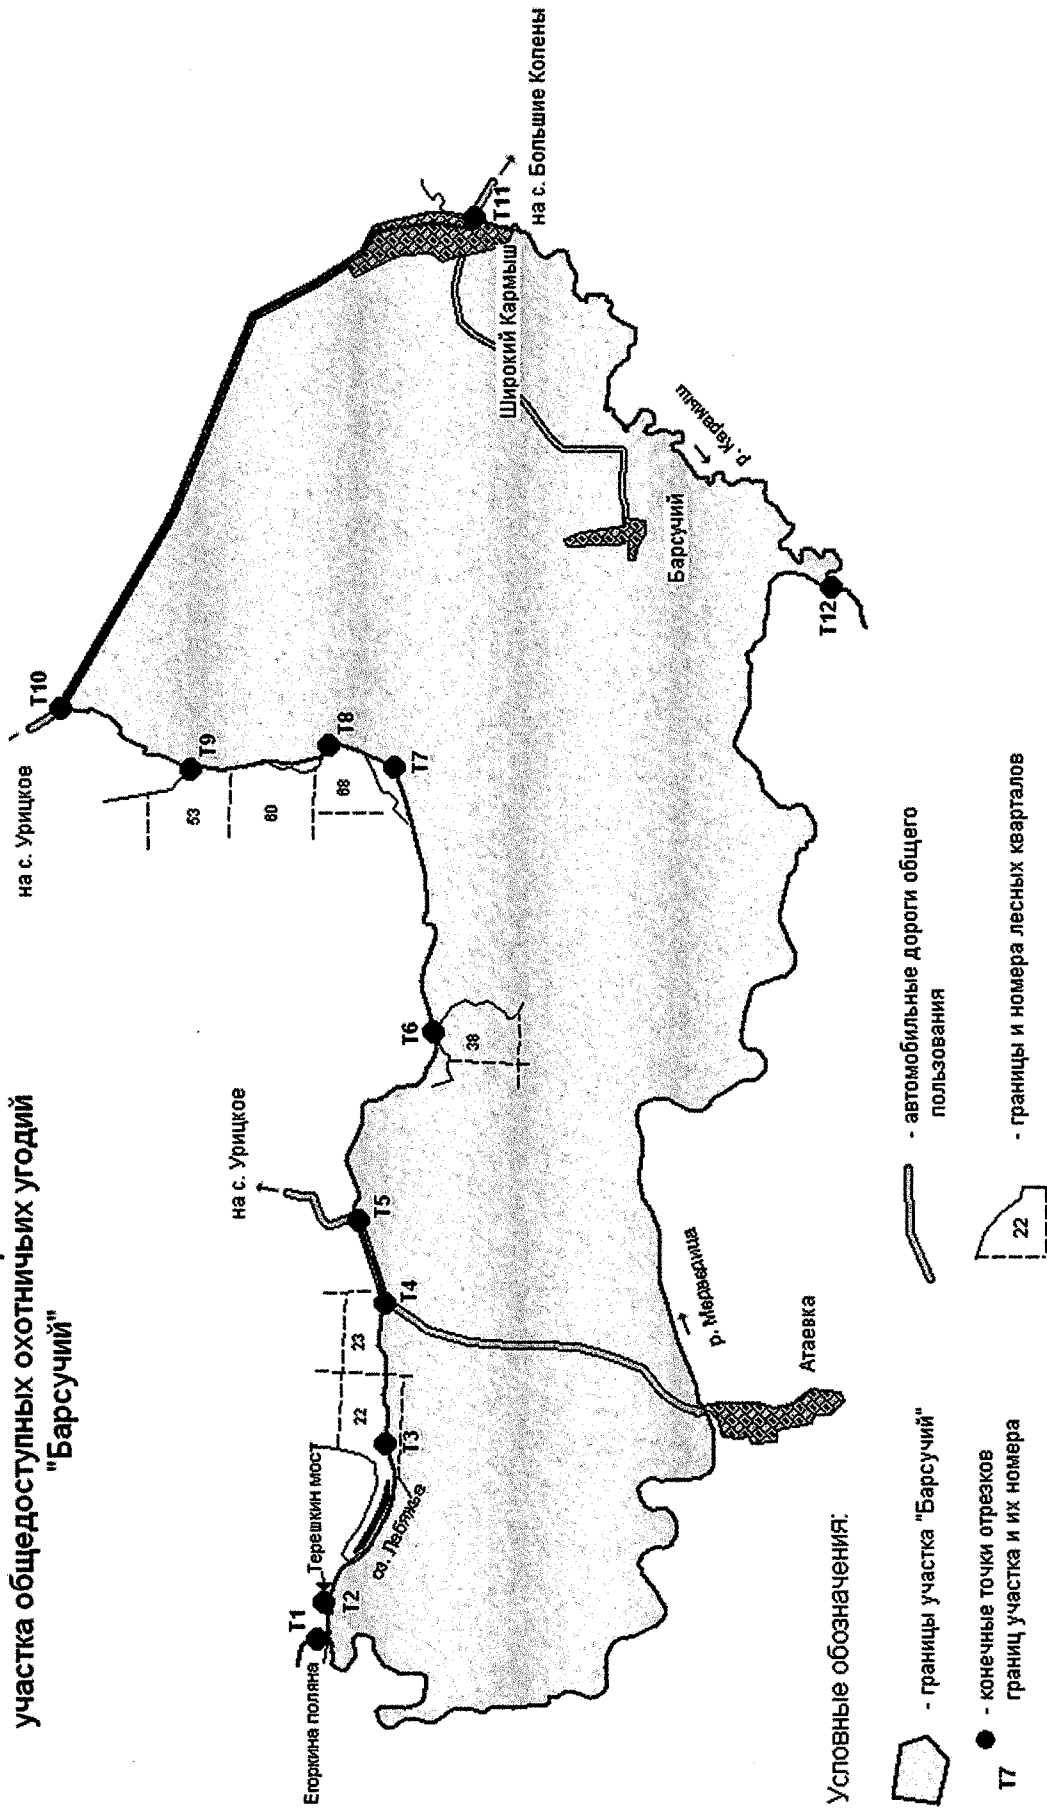 участка общедоступных охотничьих угодий
"Барсучий"
на с. Урицкое
на с. Урицкое
Егоркина поляна
Т1
Терешкин мост
Т2
оз. Лебяжье
Т3
22
23
Т4
Т5
Т6
38
Т7
68
Т8
60
53
Т9
Т10
Широкий Кармыш
Т11
на с. Большие Копены
р. Карамыш
Барсучий
Т12
р. Медведица
Атаевка
Условные обозначения:
- границы участка "Барсучий"
Т7
- конечные точки отрезков
границ участка и их номера
- автомобильные дороги общего
пользования
22
- границы и номера лесных кварталов